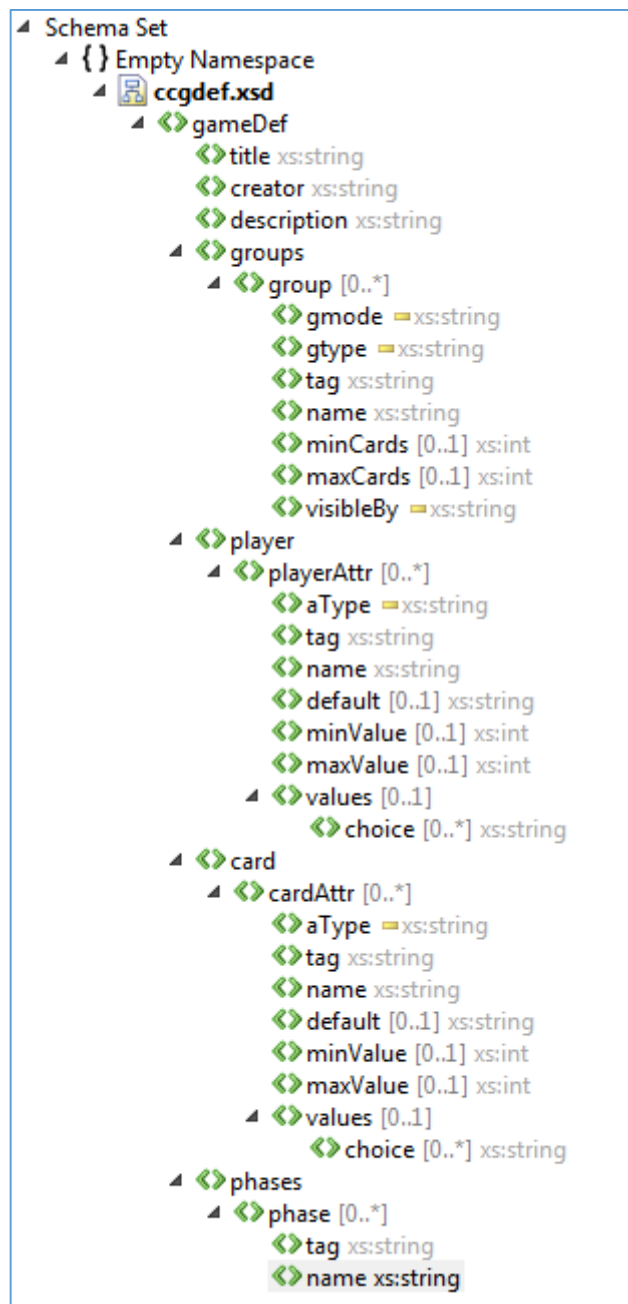 Schema Set
{ } Empty Namespace
ccgdef.xsd
gameDef
title xs:string
creator xs:string
description xs:string
groups
group [0..*]
gmode xs:string
gtype xs:string
tag xs:string
name xs:string
minCards [0..1] xs:int
maxCards [0..1] xs:int
visibleBy xs:string
player
playerAttr [0..*]
aType xs:string
tag xs:string
name xs:string
default [0..1] xs:string
minValue [0..1] xs:int
maxValue [0..1] xs:int
values [0..1]
choice [0..*] xs:string
card
cardAttr [0..*]
aType xs:string
tag xs:string
name xs:string
default [0..1] xs:string
minValue [0..1] xs:int
maxValue [0..1] xs:int
values [0..1]
choice [0..*] xs:string
phases
phase [0..*]
tag xs:string
name xs:string